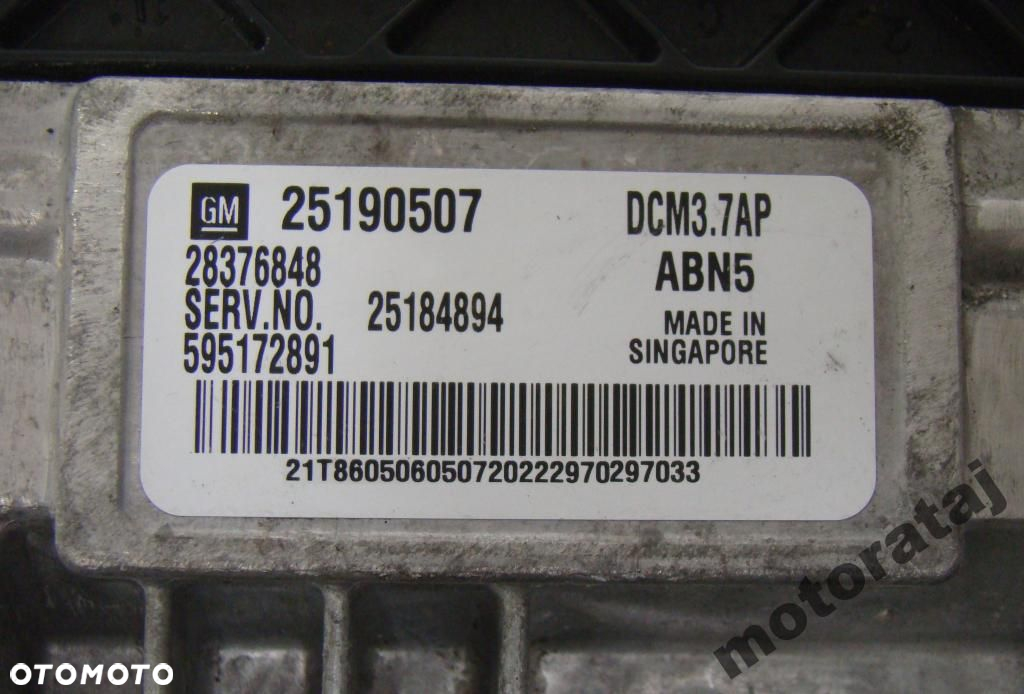 GM 25190507 DCM3.7AP
28376848 ABN5
SERV.NO. 25184894
595172891
MADE IN
SINGAPORE
21T860506050720222970297033
motorataj
OTOMOTO